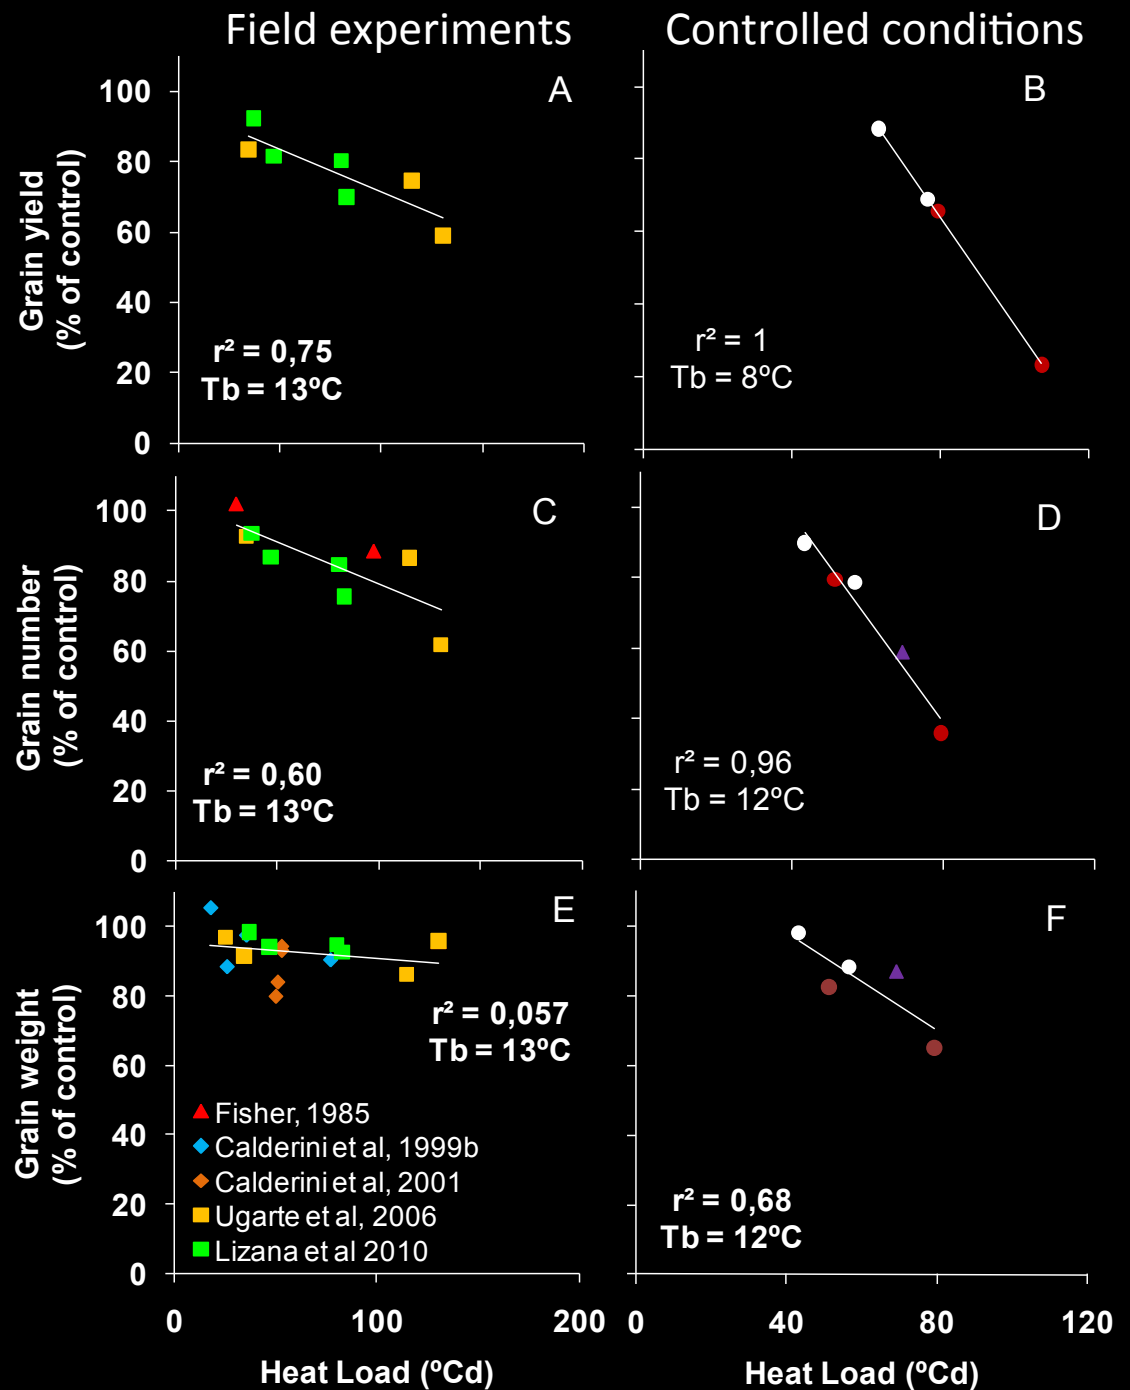 Field experiments
Controlled conditions
A
B
100
80
60
40
20
0
Grain yield
(% of control)
r² = 0,75
Tb = 13ºC
r² = 1
Tb = 8ºC
C
D
100
80
60
40
20
0
Grain number
(% of control)
r² = 0,60
Tb = 13ºC
r² = 0,96
Tb = 12ºC
E
F
100
80
60
40
20
0
Grain weight
(% of control)
r² = 0,057
Tb = 13ºC
Fisher, 1985
Calderini et al, 1999b
Calderini et al, 2001
Ugarte et al, 2006
Lizana et al 2010
r² = 0,68
Tb = 12ºC
0 100 200
0 40 80 120
Heat Load (ºCd)
Heat Load (ºCd)